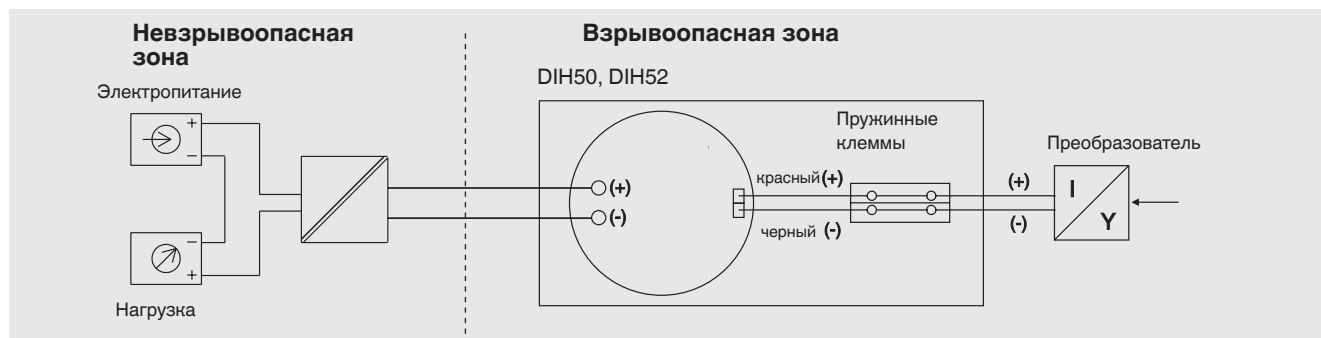 Невзрывоопасная
зона
Взрывоопасная зона
DIH50, DIH52
Электропитание
+
−
−
+
Нагрузка
(+)
(-)
Пружинные
клеммы
красный(+)
черный (-)
Преобразователь
(+)
(-)
I
Y